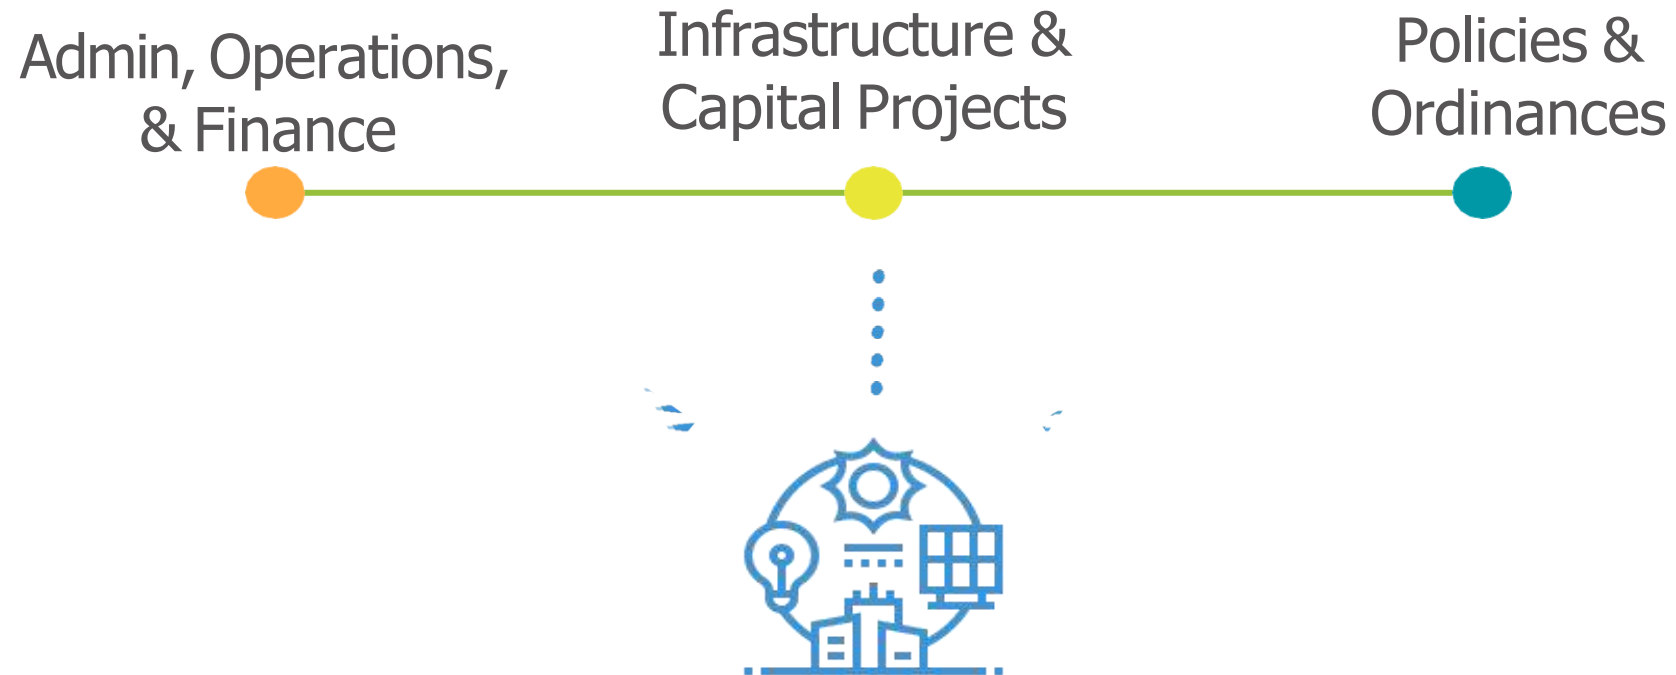 Admin, Operations,
& Finance
Infrastructure &
Capital Projects
Policies &
Ordinances